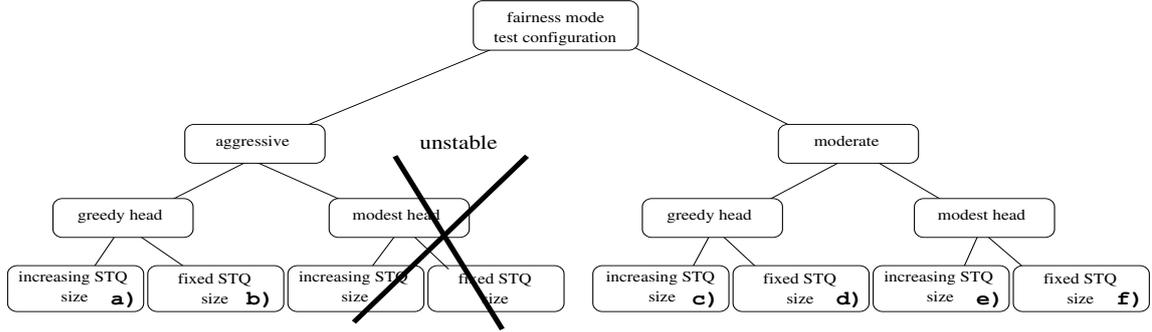 fairness mode
test configuration
aggressive
unstable
moderate
greedy head
modest head
greedy head
modest head
increasing STQ
size a)
fixed STQ
size b)
increasing STQ
size
fixed STQ
size
increasing STQ
size c)
fixed STQ
size d)
increasing STQ
size e)
fixed STQ
size f)